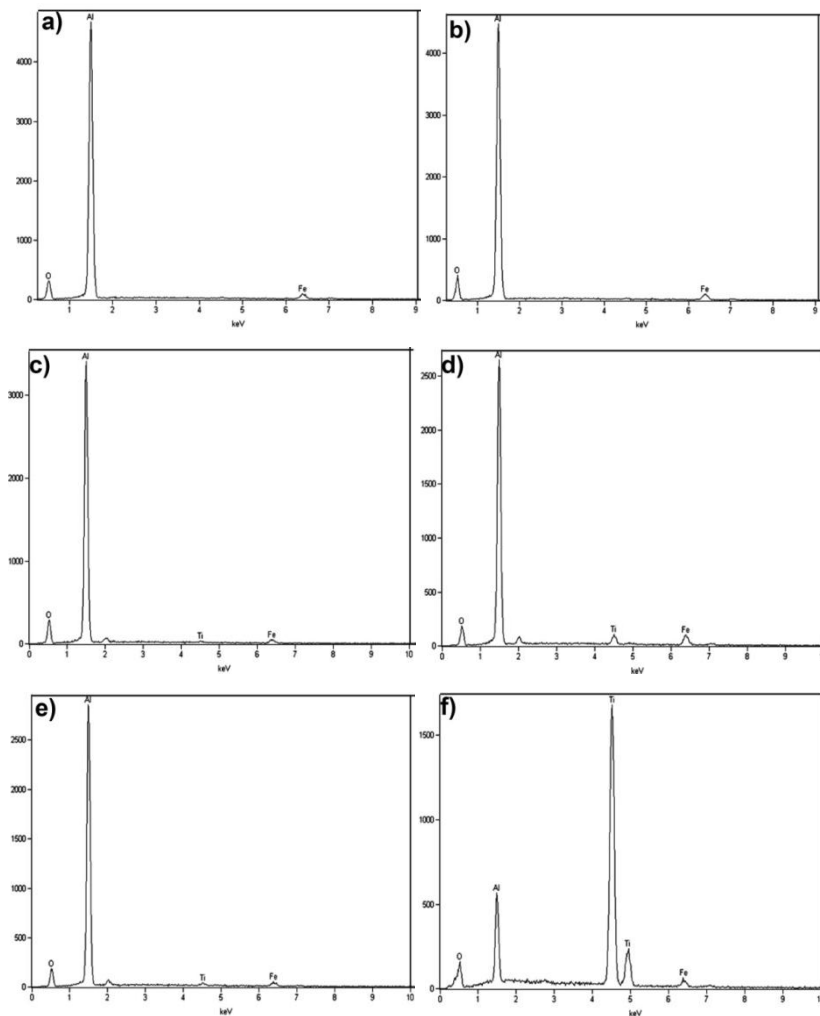 a)
Al
4000
3000
2000
1000
0
O
Fe
1 2 3 4 5 6 7 8 9
keV
b)
Al
4000
3000
2000
1000
0
O
Fe
1 2 3 4 5 6 7 8 9
keV
c)
Al
3000
2000
1000
0
O
Ti
Fe
0 1 2 3 4 5 6 7 8 9 10
keV
d)
Al
2500
2000
1500
1000
500
0
O
Ti
Fe
0 1 2 3 4 5 6 7 8 9
keV
e)
Al
2500
2000
1500
1000
500
0
O
Ti
Fe
0 1 2 3 4 5 6 7 8 9 10
keV
f)
Ti
1500
1000
Al
500
Ti
O
Fe
0
0 1 2 3 4 5 6 7 8 9
keV